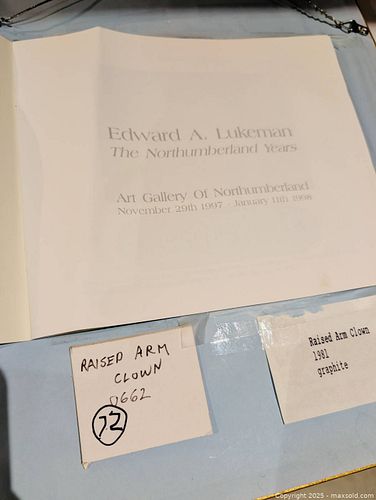 Edward A. Lukeman
The Northumberland Years
Art Gallery Of Northumberland
November 29th 1997 - January 11th 1998
RAISED ARM
CLOWN
0662
72
Raised Arm Clown
1981
graphite
Copyright 2025 - maxsold.com